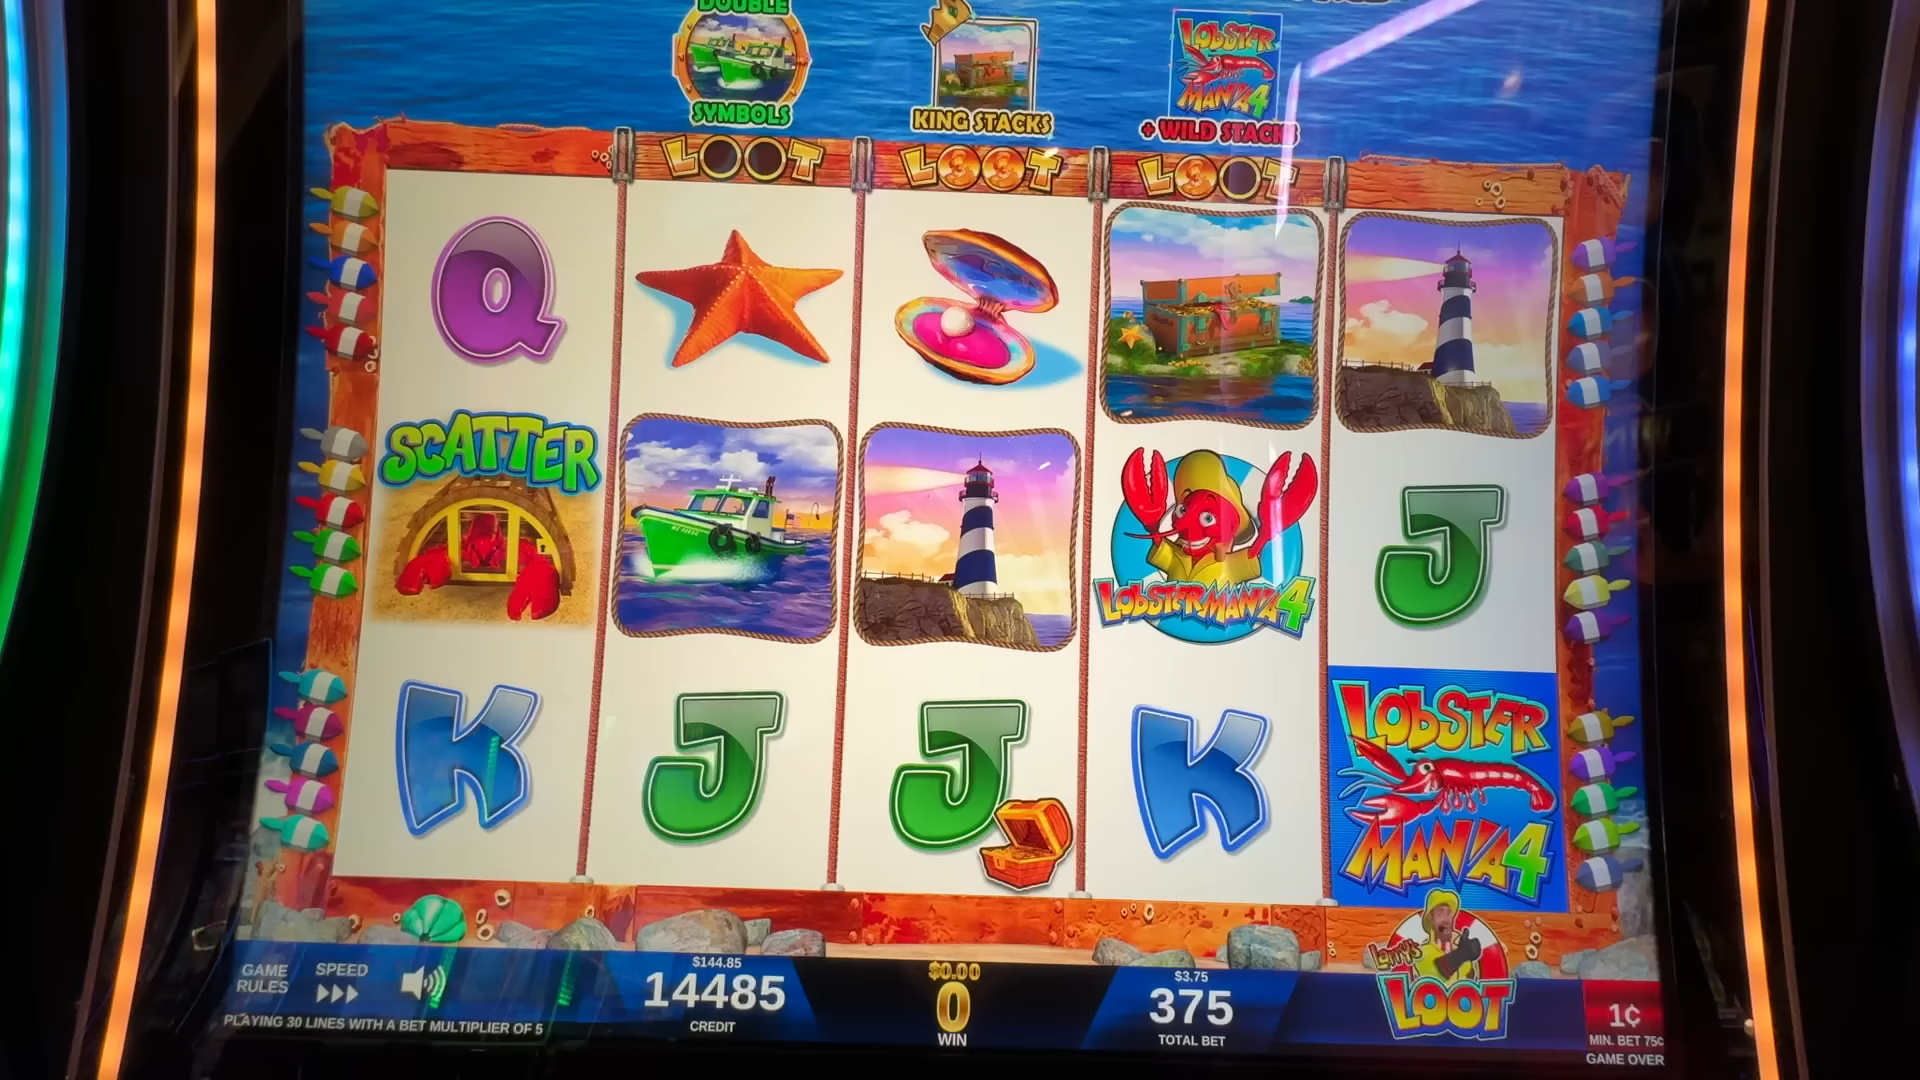 DOUBLE
SYMBOLS
KING STACKS
LOBSTER
MANIA 4
+ WILD STACKS
LOOT
LOOT
LOOT
Q
SCATTER
LOBSTERMANIA 4
J
K
J
J
K
LOBSTER
MANIA 4
GAME
RULES
SPEED
$144.85
14485
CREDIT
$0.00
0
WIN
$3.75
375
TOTAL BET
Larry's
LOOT
1¢
MIN. BET 75¢
GAME OVER
PLAYING 30 LINES WITH A BET MULTIPLIER OF 5